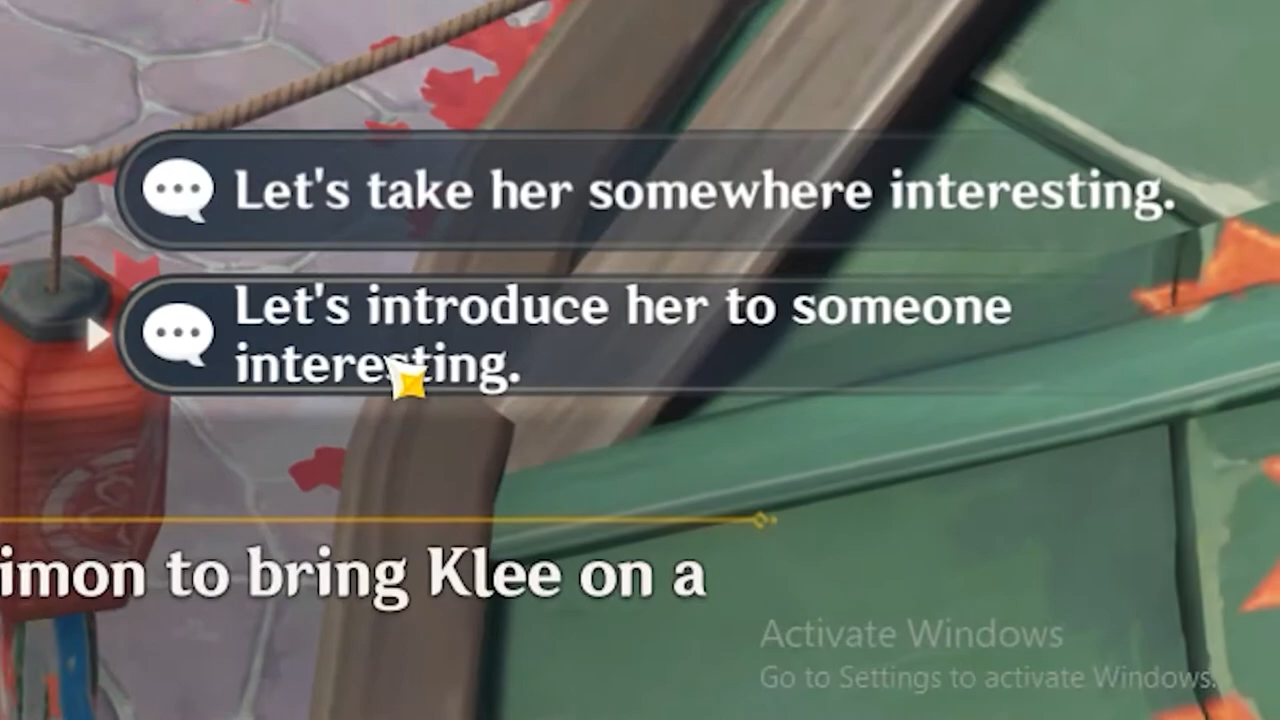 Let's take her somewhere interesting.
Let's introduce her to someone
interesting.
imon to bring Klee on a
Activate Windows
Go to Settings to activate Windows.